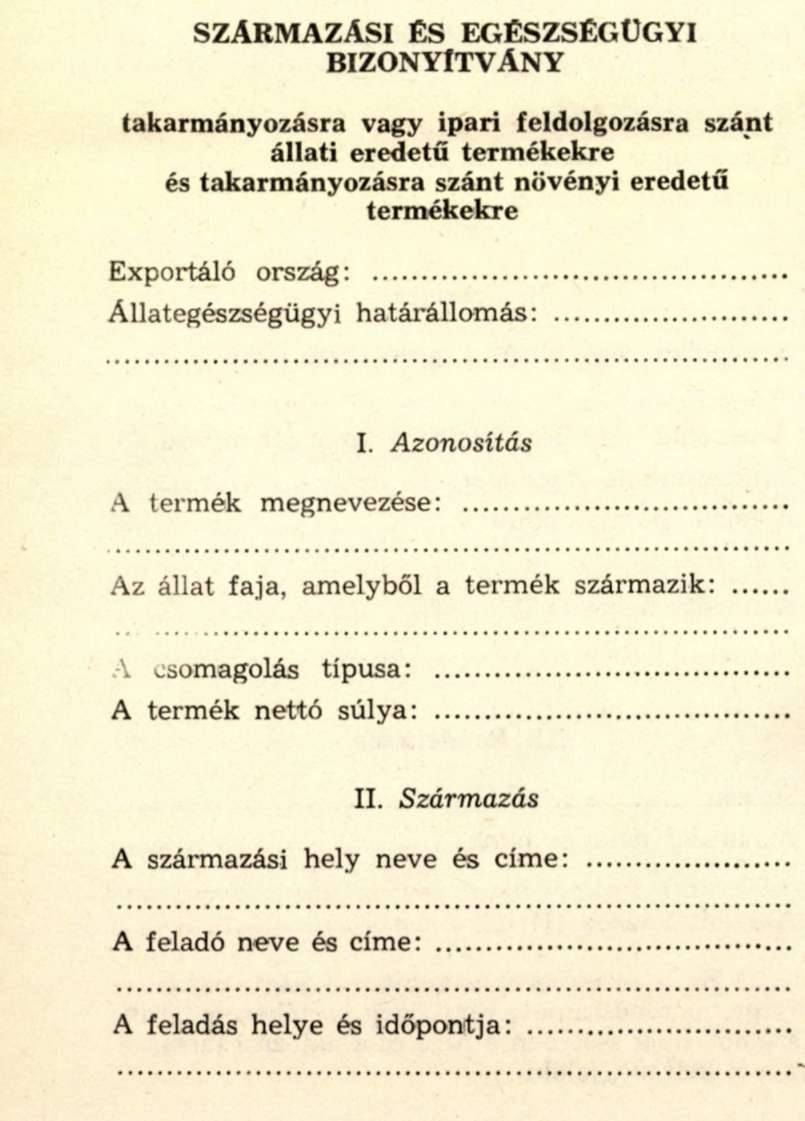 SZÁRMAZÁSI ÉS EGÉSZSÉGÜGYI
BIZONYÍTVÁNY
takarmányozásra vagy ipari feldolgozásra szánt
állati eredetű termékekre
és takarmányozásra szánt növényi eredetű
termékekre
Exportáló ország: ..........................................
Állategészségügyi határállomás: ........................
......................................................................
I. Azonosítás
A termék megnevezése: .................................
......................................................................
Az állat faja, amelyből a termék származik: ......
......................................................................
A csomagolás típusa: ....................................
A termék nettó súlya: ....................................
II. Származás
A származási hely neve és címe: .....................
......................................................................
A feladó neve és címe: ....................................
......................................................................
A feladás helye és időpontja: ...........................
......................................................................